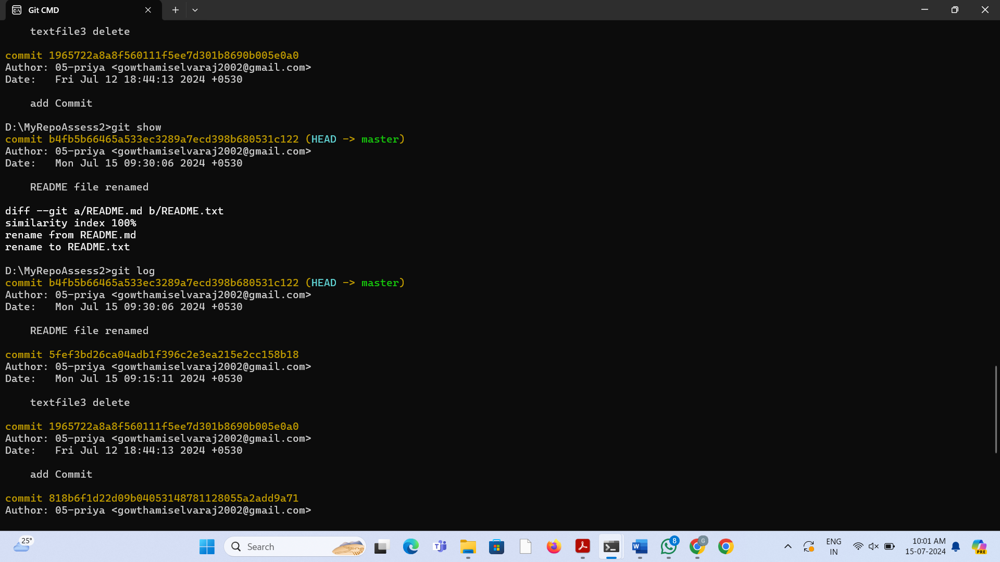 Git CMD
    textfile3 delete
commit 1965722a8a8f560111f5ee7d301b8690b005e0a0
Author: 05-priya <gowthamiselvaraj2002@gmail.com>
Date:   Fri Jul 12 18:44:13 2024 +0530
    add Commit
D:\MyRepoAssess2>git show
commit b4fb5b66465a533ec3289a7ecd398b680531c122 (HEAD -> master)
Author: 05-priya <gowthamiselvaraj2002@gmail.com>
Date:   Mon Jul 15 09:30:06 2024 +0530
    README file renamed
diff --git a/README.md b/README.txt
similarity index 100%
rename from README.md
rename to README.txt
D:\MyRepoAssess2>git log
commit b4fb5b66465a533ec3289a7ecd398b680531c122 (HEAD -> master)
Author: 05-priya <gowthamiselvaraj2002@gmail.com>
Date:   Mon Jul 15 09:30:06 2024 +0530
    README file renamed
commit 5fef3bd26ca04adb1f396c2e3ea215e2cc158b18
Author: 05-priya <gowthamiselvaraj2002@gmail.com>
Date:   Mon Jul 15 09:15:11 2024 +0530
    textfile3 delete
commit 1965722a8a8f560111f5ee7d301b8690b005e0a0
Author: 05-priya <gowthamiselvaraj2002@gmail.com>
Date:   Fri Jul 12 18:44:13 2024 +0530
    add Commit
commit 818b6f1d22d09b04053148781128055a2add9a71
Author: 05-priya <gowthamiselvaraj2002@gmail.com>
25°
Search
8
G
ENG
IN
10:01 AM
15-07-2024
PRE